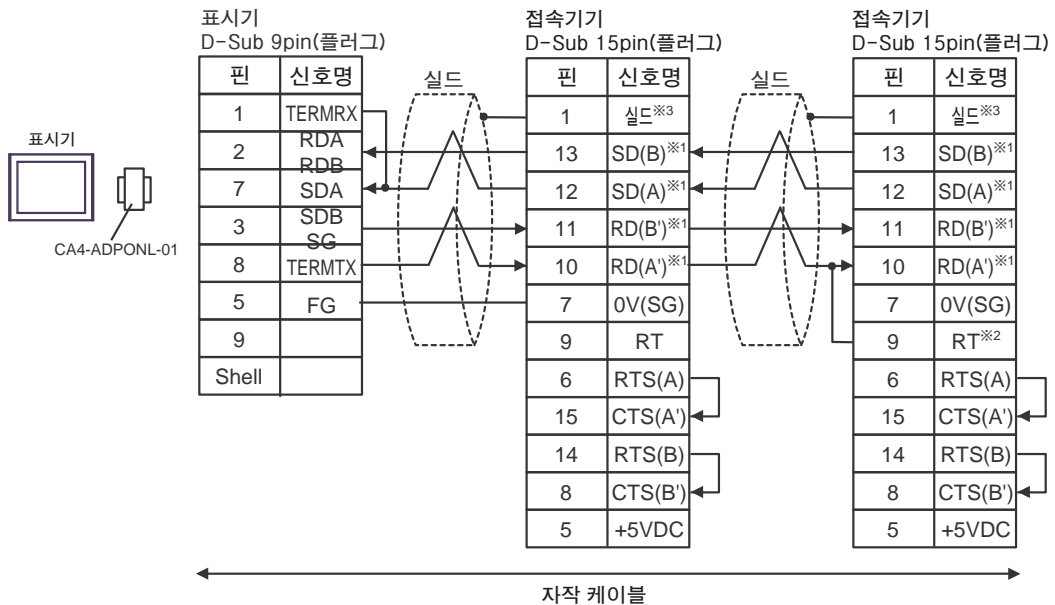 표시기
D-Sub 9pin(플러그)
핀 신호명
1 TERMRX
2 RDA
RDB
7 SDA
3 SDB
SG
8 TERMTX
5 FG
9
Shell
표시기
CA4-ADPONL-01
실드
접속기기
D-Sub 15pin(플러그)
핀 신호명
1 실드※3
13 SD(B)※1
12 SD(A)※1
11 RD(B')※1
10 RD(A')※1
7 0V(SG)
9 RT
6 RTS(A)
15 CTS(A')
14 RTS(B)
8 CTS(B')
5 +5VDC
실드
접속기기
D-Sub 15pin(플러그)
핀 신호명
1 실드※3
13 SD(B)※1
12 SD(A)※1
11 RD(B')※1
10 RD(A')※1
7 0V(SG)
9 RT※2
6 RTS(A)
15 CTS(A')
14 RTS(B)
8 CTS(B')
5 +5VDC
자작 케이블